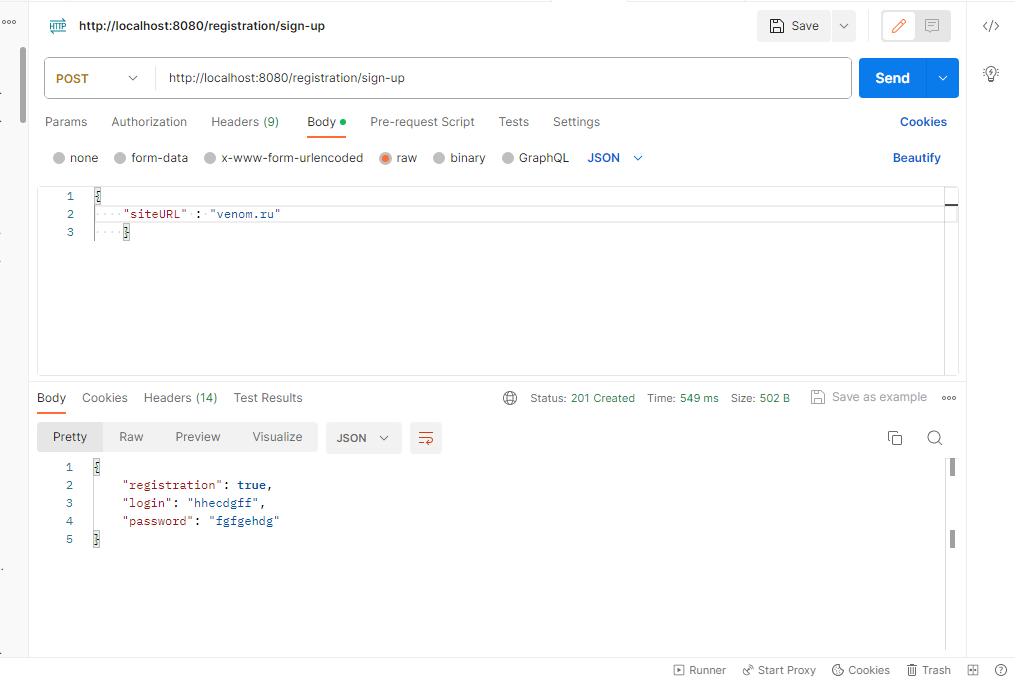 HTTP http://localhost:8080/registration/sign-up Save </>
POST http://localhost:8080/registration/sign-up Send
Params Authorization Headers (9) Body Pre-request Script Tests Settings Cookies
none form-data x-www-form-urlencoded raw binary GraphQL JSON Beautify
1 {
2 "siteURL" : "venom.ru"
3 }
Body Cookies Headers (14) Test Results Status: 201 Created Time: 549 ms Size: 502 B Save as example
Pretty Raw Preview Visualize JSON
1 {
2 "registration": true,
3 "login": "hhecdgff",
4 "password": "fgfgehdg"
5 }
Runner Start Proxy Cookies Trash